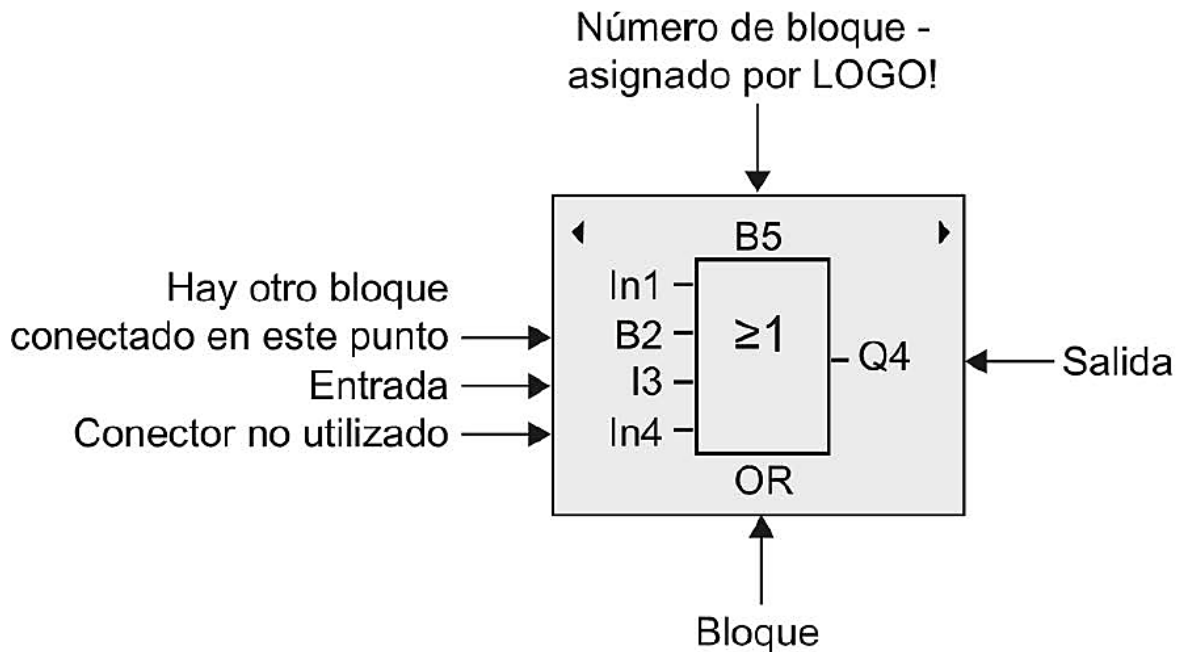 Número de bloque -
asignado por LOGO!
B5
Hay otro bloque
conectado en este punto
Entrada
Conector no utilizado
In1
B2
I3
In4
≥1
Q4
Salida
OR
Bloque